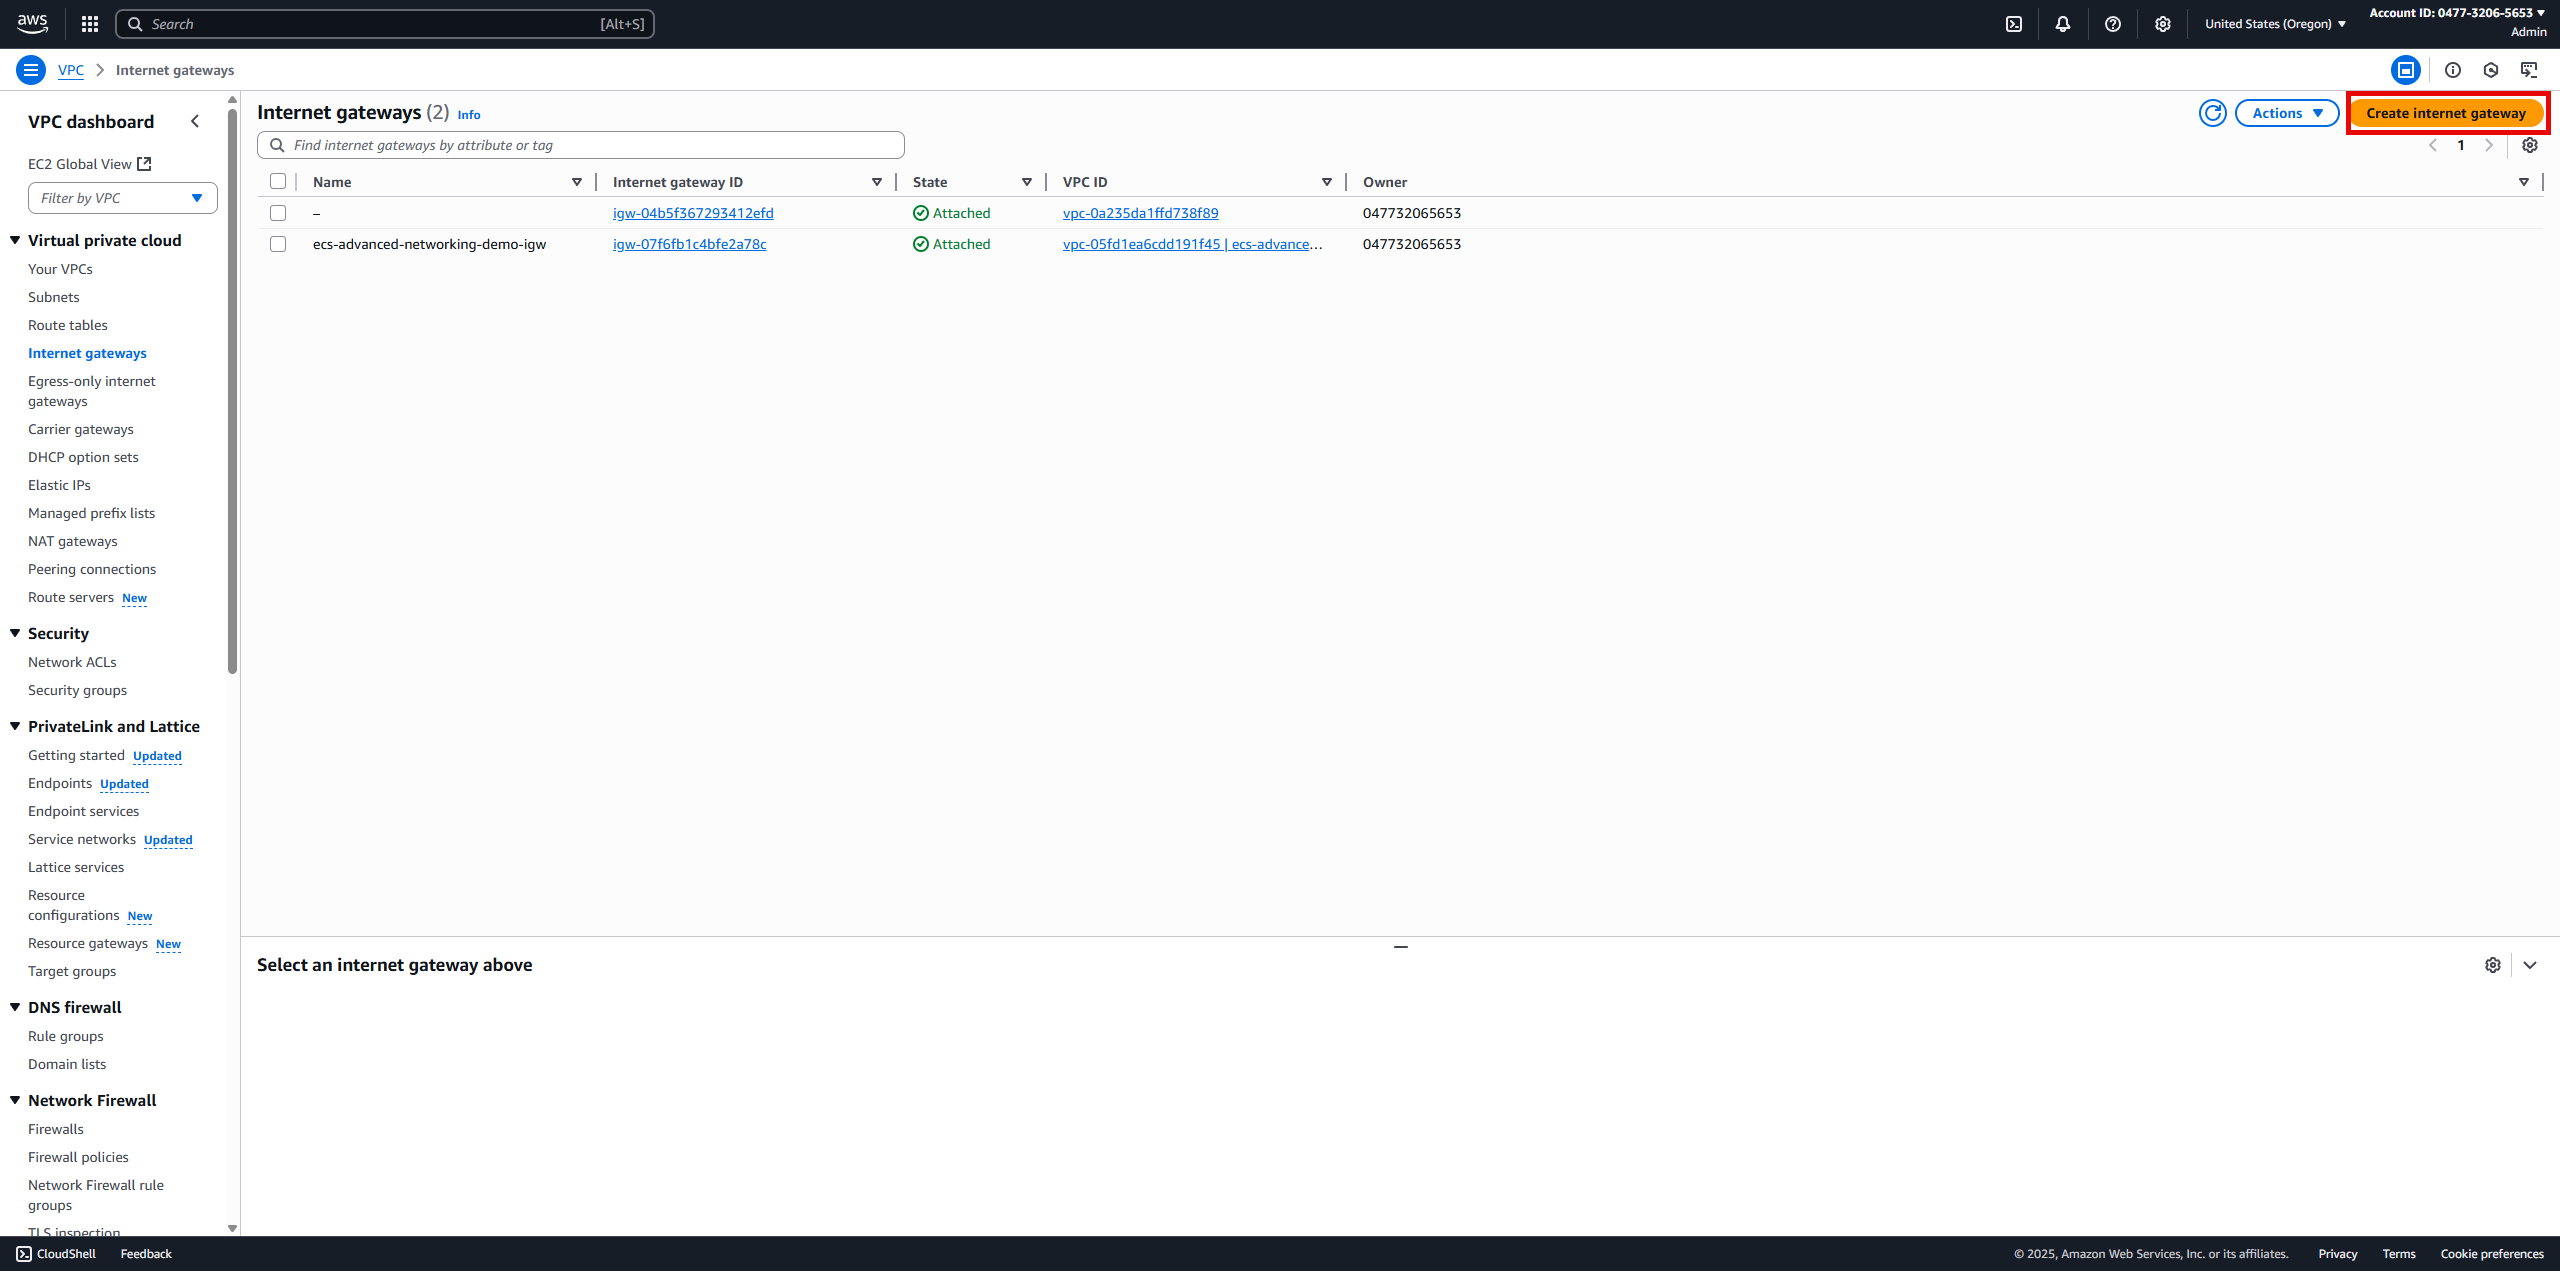 aws
Search
[Alt+S]
United States (Oregon)
Account ID: 0477-3206-5653
Admin
VPC
Internet gateways
VPC dashboard
EC2 Global View
Filter by VPC
Virtual private cloud
Your VPCs
Subnets
Route tables
Internet gateways
Egress-only internet
gateways
Carrier gateways
DHCP option sets
Elastic IPs
Managed prefix lists
NAT gateways
Peering connections
Route servers New
Security
Network ACLs
Security groups
PrivateLink and Lattice
Getting started Updated
Endpoints Updated
Endpoint services
Service networks Updated
Lattice services
Resource
configurations New
Resource gateways New
Target groups
DNS firewall
Rule groups
Domain lists
Network Firewall
Firewalls
Firewall policies
Network Firewall rule
groups
TLS inspection
Internet gateways (2) Info
Actions
Create internet gateway
Find internet gateways by attribute or tag
1
Name Internet gateway ID State VPC ID Owner
– igw-04b5f367293412efd Attached vpc-0a235da1ffd738f89 047732065653
ecs-advanced-networking-demo-igw igw-07f6fb1c4bfe2a78c Attached vpc-05fd1ea6cdd191f45 | ecs-advance... 047732065653
Select an internet gateway above
CloudShell Feedback
© 2025, Amazon Web Services, Inc. or its affiliates. Privacy Terms Cookie preferences